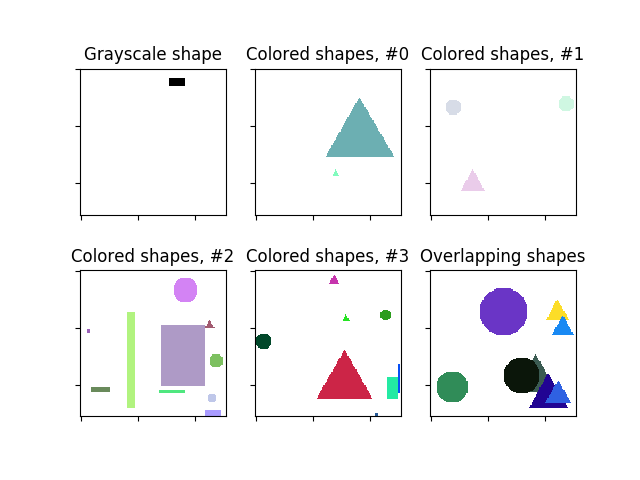 Grayscale shape
Colored shapes, #0
Colored shapes, #1
Colored shapes, #2
Colored shapes, #3
Overlapping shapes